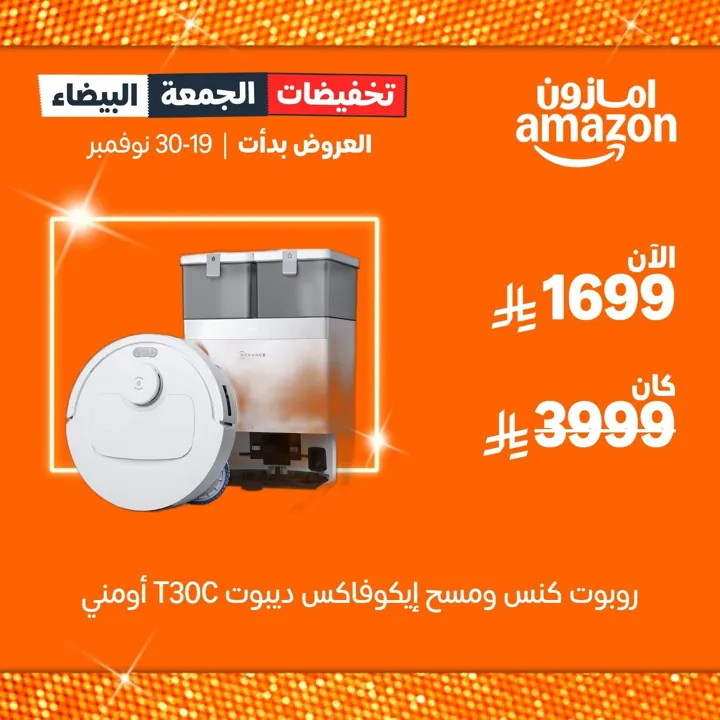 امازون
amazon
تخفيضات الجمعة البيضاء
العروض بدأت | 19-30 نوفمبر
الآن
1699
كان
3999
ECOVACS
روبوت كنس ومسح إيكوفاكس ديبوت T30C أومني